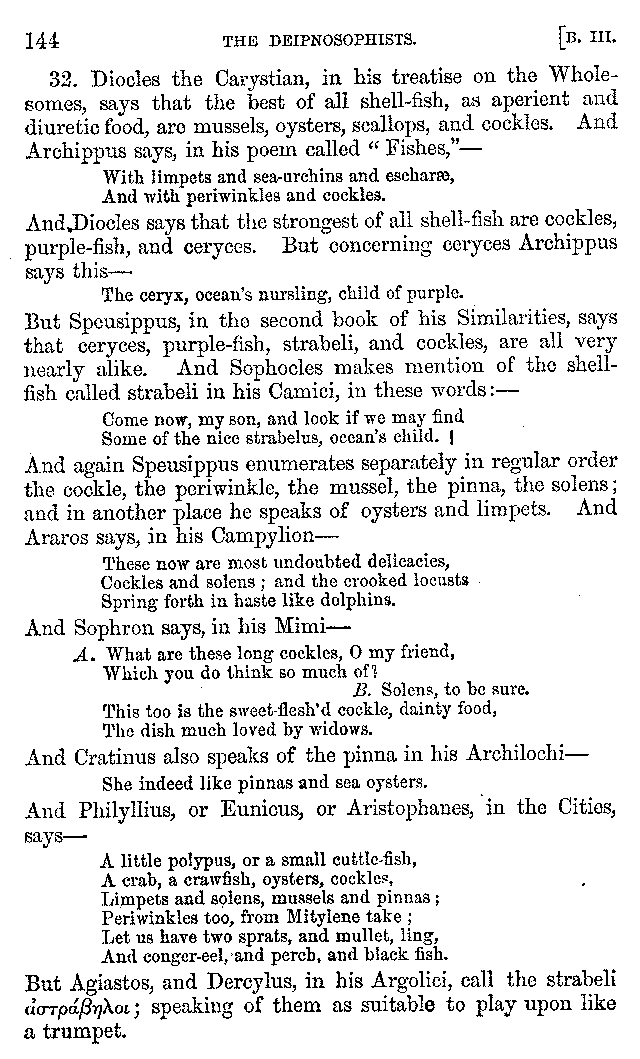 144 THE DEIPNOSOPHISTS. [B. III.
32. Diocles the Carystian, in his treatise on the Whole-
somes, says that the best of all shell-fish, as aperient and
diuretic food, are mussels, oysters, scallops, and cockles. And
Archippus says, in his poem called “ Fishes,”—
With limpets and sea-urchins and escharæ,
And with periwinkles and cockles.
And Diocles says that the strongest of all shell-fish are cockles,
purple-fish, and ceryces. But concerning ceryces Archippus
says this—
The ceryx, ocean's nursling, child of purple.
But Speusippus, in the second book of his Similarities, says
that ceryces, purple-fish, strabeli, and cockles, are all very
nearly alike. And Sophocles makes mention of the shell-
fish called strabeli in his Camici, in these words:—
Come now, my son, and look if we may find
Some of the nice strabelus, ocean's child.
And again Speusippus enumerates separately in regular order
the cockle, the periwinkle, the mussel, the pinna, the solens;
and in another place he speaks of oysters and limpets. And
Araros says, in his Campylion—
These now are most undoubted delicacies,
Cockles and solens ; and the crooked locusts
Spring forth in haste like dolphins.
And Sophron says, in his Mimi—
A. What are these long cockles, O my friend,
Which you do think so much of?
B. Solens, to be sure.
This too is the sweet-flesh'd cockle, dainty food,
The dish much loved by widows.
And Cratinus also speaks of the pinna in his Archilochi—
She indeed like pinnas and sea oysters.
And Philyllius, or Eunicus, or Aristophanes, in the Cities,
says—
A little polypus, or a small cuttle-fish,
A crab, a crawfish, oysters, cockles,
Limpets and solens, mussels and pinnas ;
Periwinkles too, from Mitylene take ;
Let us have two sprats, and mullet, ling,
And conger-eel, and perch, and black fish.
But Agiastos, and Dercylus, in his Argolici, call the strabeli
ἀστράβηλοι; speaking of them as suitable to play upon like
a trumpet.